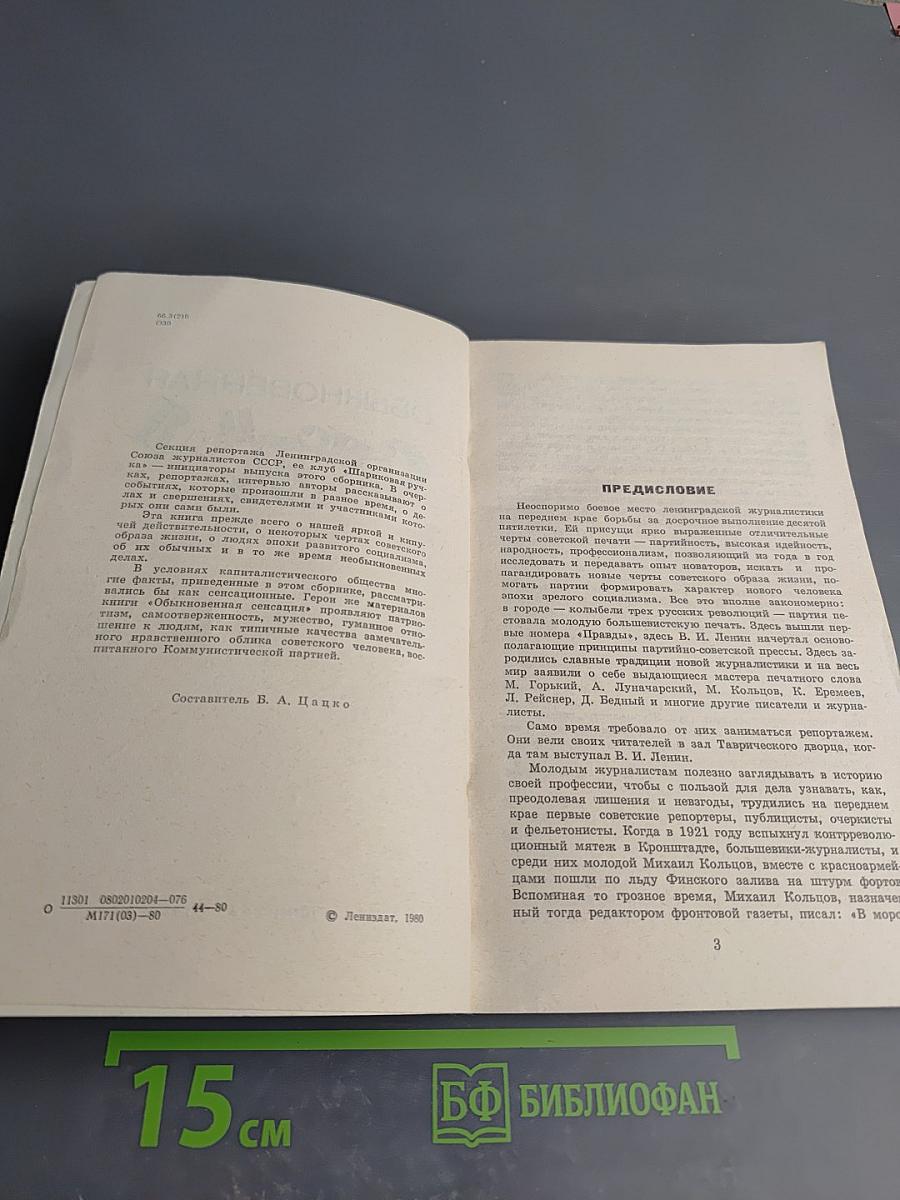 66.3(2)8
О30
Секция репортажа Ленинградской организации
Союза журналистов СССР, ее клуб «Шариковая руч-
ка» — инициаторы выпуска этого сборника. В очер-
ках, репортажах, интервью авторы рассказывают о
событиях, которые произошли в разное время, о де-
лах и свершениях, свидетелями и участниками кото-
рых они сами были.
Эта книга прежде всего о нашей яркой и кипу-
чей действительности, о некоторых чертах советского
образа жизни, о людях эпохи развитого социализма,
об их обычных и в то же время необыкновенных
делах.
В условиях капиталистического общества мно-
гие факты, приведенные в этом сборнике, рассматри-
вались бы как сенсационные. Герои же материалов
книги «Обыкновенная сенсация» проявляют патрио-
тизм, самоотверженность, мужество, гуманное отно-
шение к людям, как типичные качества замечатель-
ного нравственного облика советского человека, вос-
питанного Коммунистической партией.
Составитель Б. А. Цацко
О 11301 0802010204—076
М171(03)—80 44—80
© Лениздат, 1980
ПРЕДИСЛОВИЕ
Неоспоримо боевое место ленинградской журналистики
на переднем крае борьбы за досрочное выполнение десятой
пятилетки. Ей присущи ярко выраженные отличительные
черты советской печати — партийность, высокая идейность,
народность, профессионализм, позволяющий из года в год
исследовать и передавать опыт новаторов, искать и про-
пагандировать новые черты советского образа жизни, по-
могать партии формировать характер нового человека
эпохи зрелого социализма. Все это вполне закономерно:
в городе — колыбели трех русских революций — партия пе-
стовала молодую большевистскую печать. Здесь вышли пер-
вые номера «Правды», здесь В. И. Ленин начертал осново-
полагающие принципы партийно-советской прессы. Здесь за-
родились славные традиции новой журналистики и на весь
мир заявили о себе выдающиеся мастера печатного слова
М. Горький, А. Луначарский, М. Кольцов, К. Еремеев,
Л. Рейснер, Д. Бедный и многие другие писатели и журна-
листы.
Само время требовало от них заниматься репортажем.
Они вели своих читателей в зал Таврического дворца, ког-
да там выступал В. И. Ленин.
Молодым журналистам полезно заглядывать в историю
своей профессии, чтобы с пользой для дела узнавать, как,
преодолевая лишения и невзгоды, трудились на переднем
крае первые советские репортеры, публицисты, очеркисты
и фельетонисты. Когда в 1921 году вспыхнул контрреволю-
ционный мятеж в Кронштадте, большевики-журналисты, и
среди них молодой Михаил Кольцов, вместе с красноармей-
цами пошли по льду Финского залива на штурм фортов
Вспоминая то грозное время, Михаил Кольцов, назначен
ный тогда редактором фронтовой газеты, писал: «В моро
3
15 см
БФ БИБЛИОФАН